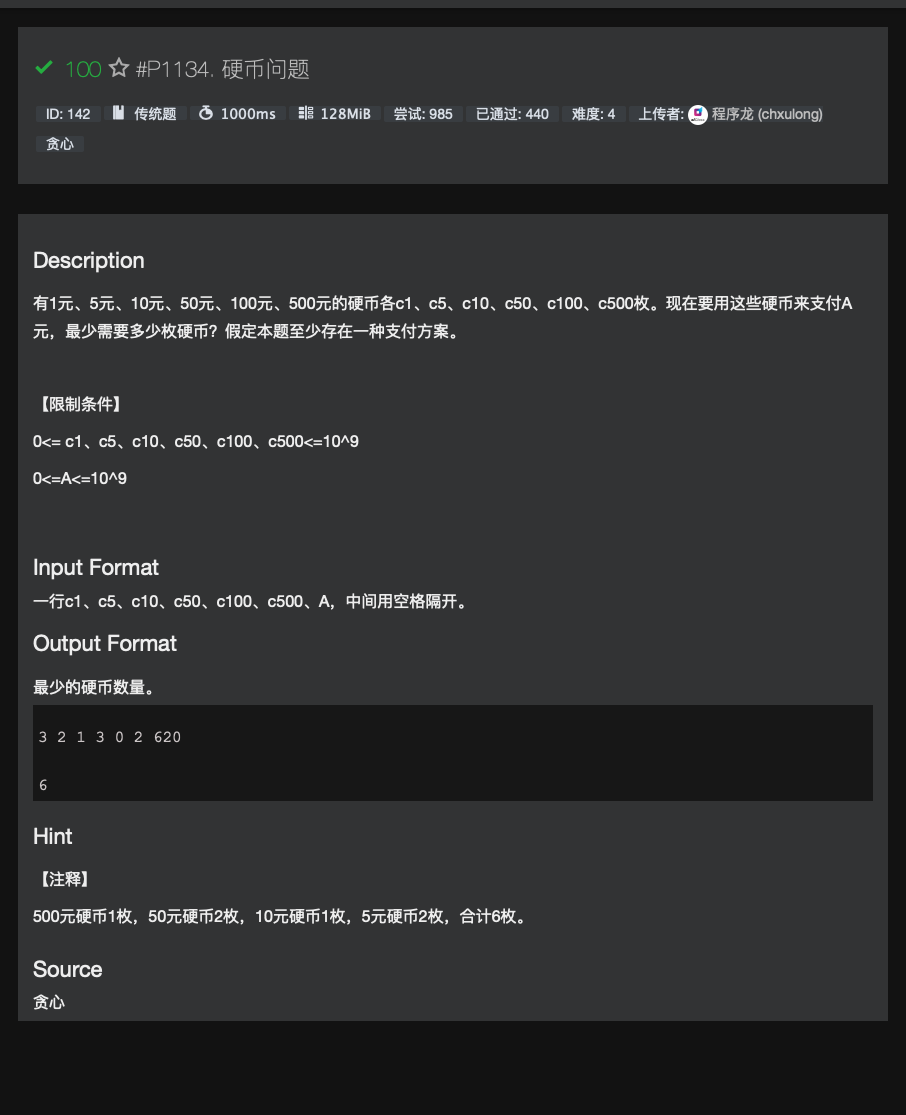 100 #P1134. 硬币问题
ID: 142 传统题 1000ms 128MiB 尝试: 985 已通过: 440 难度: 4 上传者: 程序龙 (chxulong)
贪心
Description
有1元、5元、10元、50元、100元、500元的硬币各c1、c5、c10、c50、c100、c500枚。现在要用这些硬币来支付A
元，最少需要多少枚硬币？假定本题至少存在一种支付方案。
【限制条件】
0<= c1、c5、c10、c50、c100、c500<=10^9
0<=A<=10^9
Input Format
一行c1、c5、c10、c50、c100、c500、A，中间用空格隔开。
Output Format
最少的硬币数量。
3 2 1 3 0 2 620
6
Hint
【注释】
500元硬币1枚，50元硬币2枚，10元硬币1枚，5元硬币2枚，合计6枚。
Source
贪心